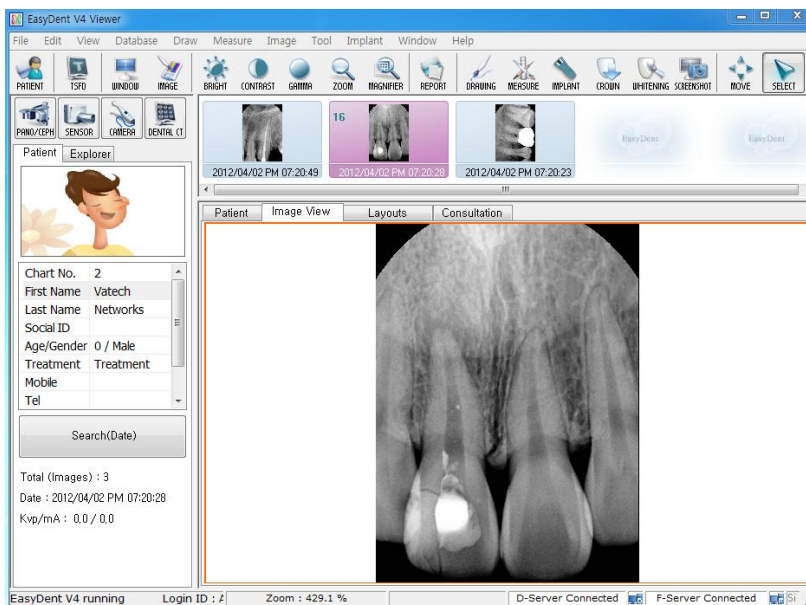 EasyDent V4 Viewer
File Edit View Database Draw Measure Image Tool Implant Window Help
PATIENT TSFD WINDOW IMAGE BRIGHT CONTRAST GAMMA ZOOM MAGNIFIER REPORT DRAWING MEASURE IMPLANT CROWN WHITENING SCREENSHOT MOVE SELECT
PANO/CEPH SENSOR CAMERA DENTAL CT
16
EasyDent EasyDent
2012/04/02 PM 07:20:49 2012/04/02 PM 07:20:28 2012/04/02 PM 07:20:23
Patient Explorer
Patient Image View Layouts Consultation
Chart No. 2
First Name Vatech
Last Name Networks
Social ID
Age/Gender 0 / Male
Treatment Treatment
Mobile
Tel
Search(Date)
Total (Images) : 3
Date : 2012/04/02 PM 07:20:28
Kvp/mA : 0,0 / 0,0
EasyDent V4 running Login ID : Zoom : 429.1 % D-Server Connected F-Server Connected Si